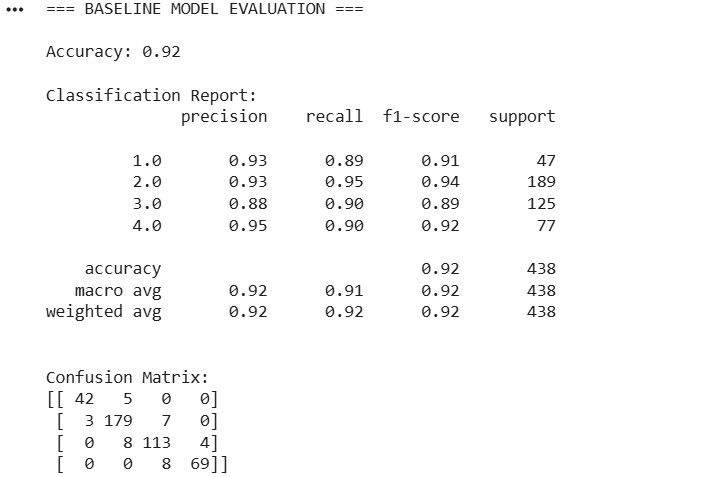 === BASELINE MODEL EVALUATION ===
Accuracy: 0.92
Classification Report:
precision recall f1-score support
1.0 0.93 0.89 0.91 47
2.0 0.93 0.95 0.94 189
3.0 0.88 0.90 0.89 125
4.0 0.95 0.90 0.92 77
accuracy 0.92 438
macro avg 0.92 0.91 0.92 438
weighted avg 0.92 0.92 0.92 438
Confusion Matrix:
[[ 42 5 0 0]
[ 3 179 7 0]
[ 0 8 113 4]
[ 0 0 8 69]]